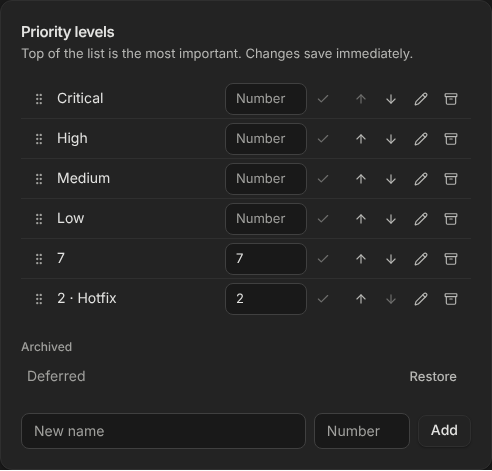 Priority levels
Top of the list is the most important. Changes save immediately.
Critical Number
High Number
Medium Number
Low Number
7 7
2 · Hotfix 2
Archived
Deferred Restore
New name Number Add